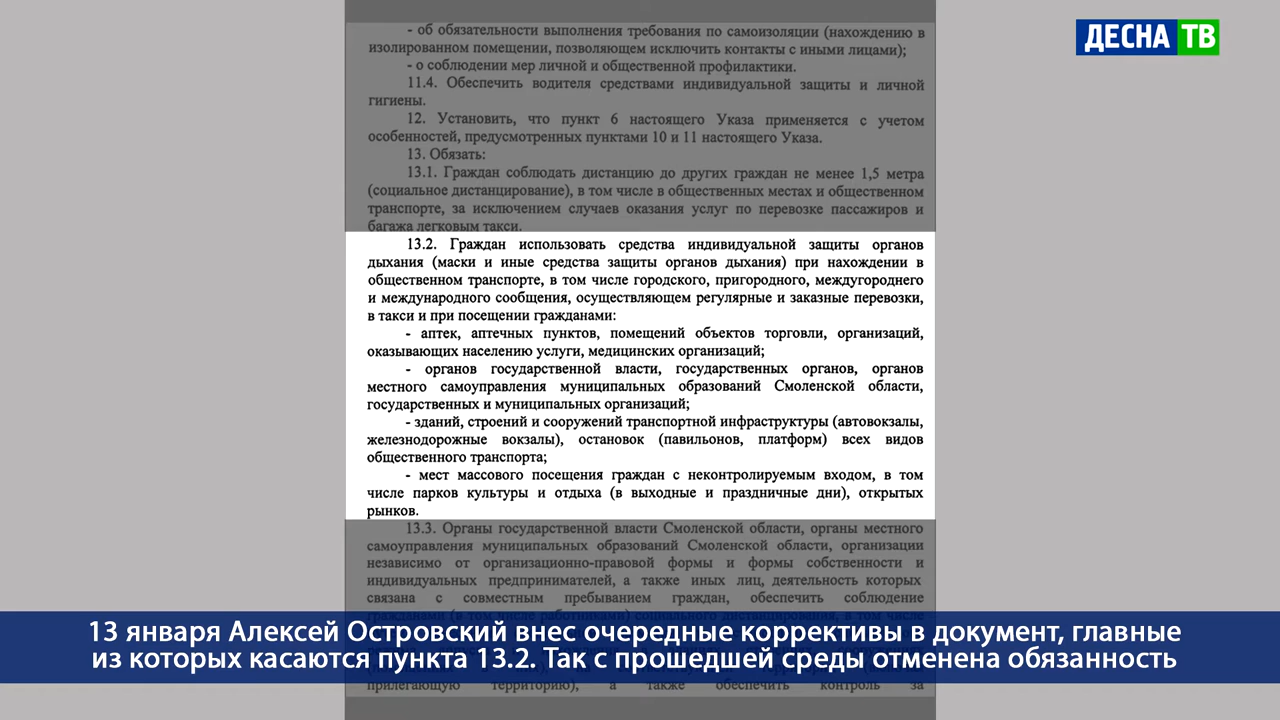 - об обязательности выполнения требования по самоизоляции (нахождению в
изолированном помещении, позволяющем исключить контакты с иными лицами);
- о соблюдении мер личной и общественной профилактики.
11.4. Обеспечить водителя средствами индивидуальной защиты и личной
гигиены.
12. Установить, что пункт 6 настоящего Указа применяется с учетом
особенностей, предусмотренных пунктами 10 и 11 настоящего Указа.
13. Обязать:
13.1. Граждан соблюдать дистанцию до других граждан не менее 1,5 метра
(социальное дистанцирование), в том числе в общественных местах и общественном
транспорте, за исключением случаев оказания услуг по перевозке пассажиров и
багажа легковым такси.
13.2. Граждан использовать средства индивидуальной защиты органов
дыхания (маски и иные средства защиты органов дыхания) при нахождении в
общественном транспорте, в том числе городского, пригородного, междугороднего
и международного сообщения, осуществляющем регулярные и заказные перевозки,
в такси и при посещении гражданами:
- аптек, аптечных пунктов, помещений объектов торговли, организаций,
оказывающих населению услуги, медицинских организаций;
- органов государственной власти, государственных органов, органов
местного самоуправления муниципальных образований Смоленской области,
государственных и муниципальных организаций;
- зданий, строений и сооружений транспортной инфраструктуры (автовокзалы,
железнодорожные вокзалы), остановок (павильонов, платформ) всех видов
общественного транспорта;
- мест массового посещения граждан с неконтролируемым входом, в том
числе парков культуры и отдыха (в выходные и праздничные дни), открытых
рынков.
13.3. Органы государственной власти Смоленской области, органы местного
самоуправления муниципальных образований Смоленской области, организации
независимо от организационно-правовой формы и формы собственности и
индивидуальных предпринимателей, а также иных лиц, деятельность которых
связана с совместным пребыванием граждан, обеспечить соблюдение
гражданами (в том числе работниками) социального дистанцирования, в том числе
прилегающую территорию), а также обеспечить контроль за
ДЕСНА ТВ
13 января Алексей Островский внес очередные коррективы в документ, главные
из которых касаются пункта 13.2. Так с прошедшей среды отменена обязанность